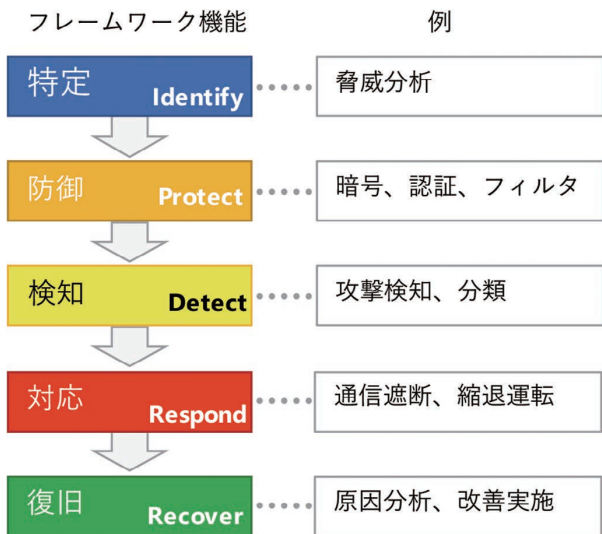 フレームワーク機能 例
特定 Identify 脅威分析
防御 Protect 暗号、認証、フィルタ
検知 Detect 攻撃検知、分類
対応 Respond 通信遮断、縮退運転
復旧 Recover 原因分析、改善実施